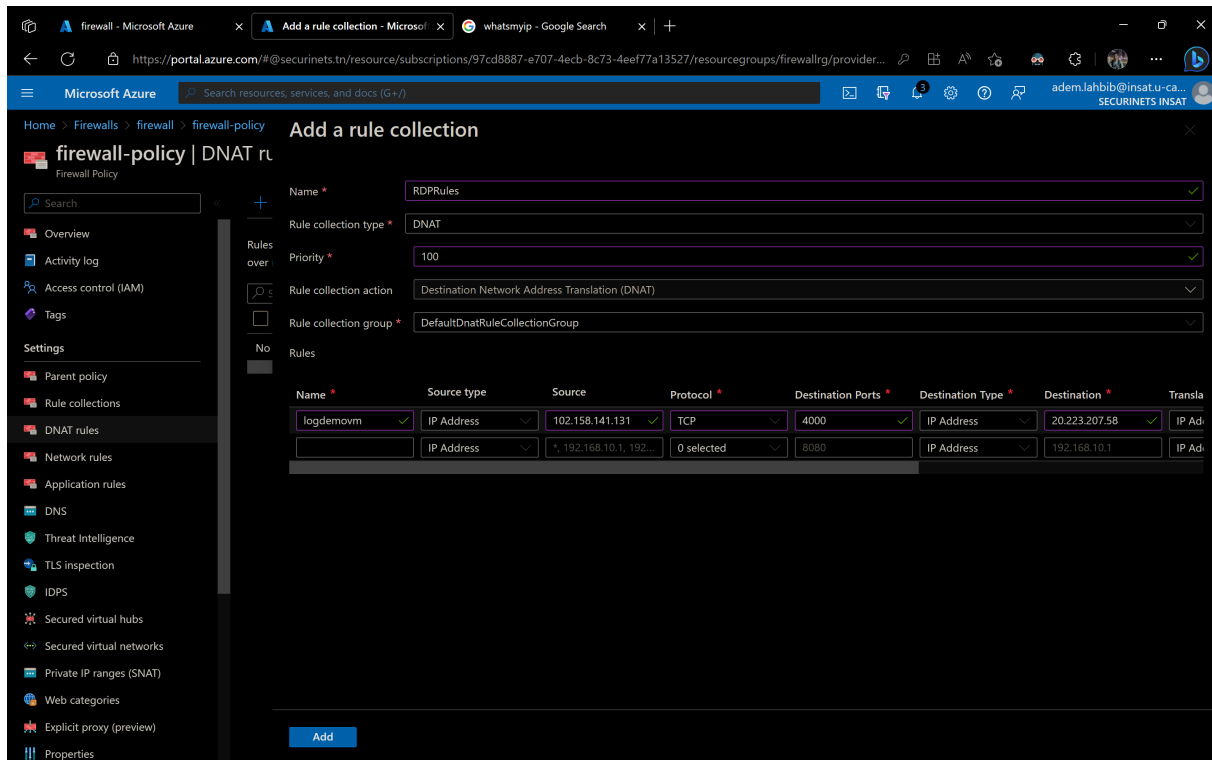 firewall - Microsoft Azure
Add a rule collection - Microsof
whatsmyip - Google Search
https://portal.azure.com/#@securinets.tn/resource/subscriptions/97cd8887-e707-4ecb-8c73-4eef77a13527/resourcegroups/firewallrg/provider...
Microsoft Azure
Search resources, services, and docs (G+/)
3
adem.lahbib@insat.u-ca...
SECURINETS INSAT
Home > Firewalls > firewall > firewall-policy
firewall-policy | DNAT ru
Firewall Policy
Search
Overview
Activity log
Access control (IAM)
Tags
Settings
Parent policy
Rule collections
DNAT rules
Network rules
Application rules
DNS
Threat Intelligence
TLS inspection
IDPS
Secured virtual hubs
Secured virtual networks
Private IP ranges (SNAT)
Web categories
Explicit proxy (preview)
Properties
Rules
over
No
Add a rule collection
Name * RDPRules
Rule collection type * DNAT
Priority * 100
Rule collection action Destination Network Address Translation (DNAT)
Rule collection group * DefaultDnatRuleCollectionGroup
Rules
Name * Source type Source Protocol * Destination Ports * Destination Type * Destination * Transla
logdemovm IP Address 102.158.141.131 TCP 4000 IP Address 20.223.207.58 IP Ad
IP Address *, 192.168.10.1, 192... 0 selected 8080 IP Address 192.168.10.1 IP Ad
Add